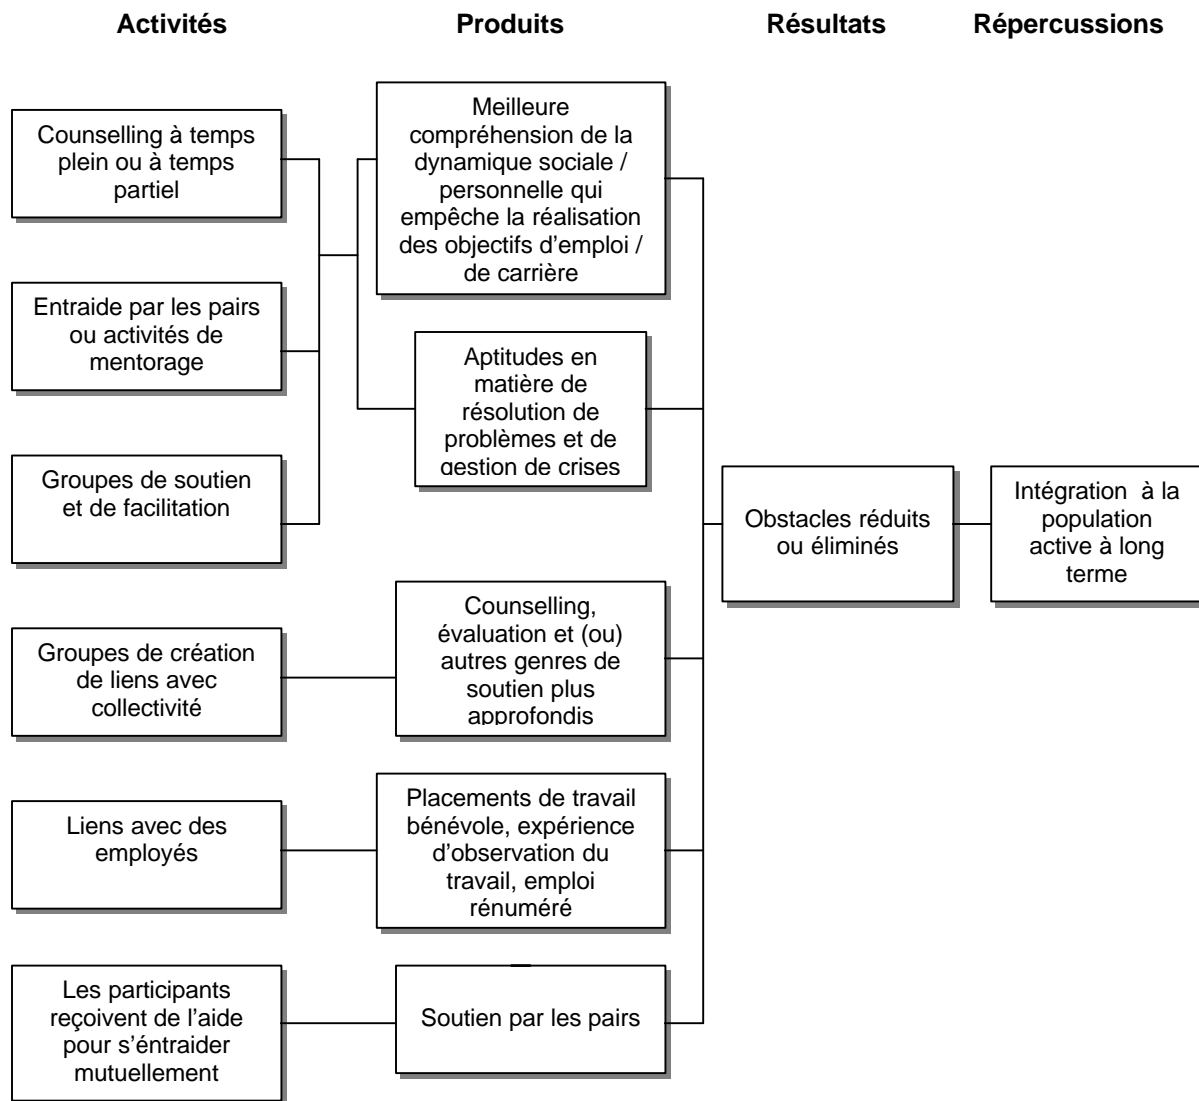 Activités Produits Résultats Répercussions
Counselling à temps
plein ou à temps
partiel
Entraide par les pairs
ou activités de
mentorage
Groupes de soutien
et de facilitation
Groupes de création
de liens avec
collectivité
Liens avec des
employés
Les participants
reçoivent de l'aide
pour s'éntraider
mutuellement
Meilleure
compréhension de la
dynamique sociale /
personnelle qui
empêche la réalisation
des objectifs d'emploi /
de carrière
Aptitudes en
matière de
résolution de
problèmes et de
gestion de crises
Counselling,
évaluation et (ou)
autres genres de
soutien plus
approfondis
Placements de travail
bénévole, expérience
d'observation du
travail, emploi
rénuméré
Soutien par les pairs
Obstacles réduits
ou éliminés
Intégration à la
population
active à long
terme